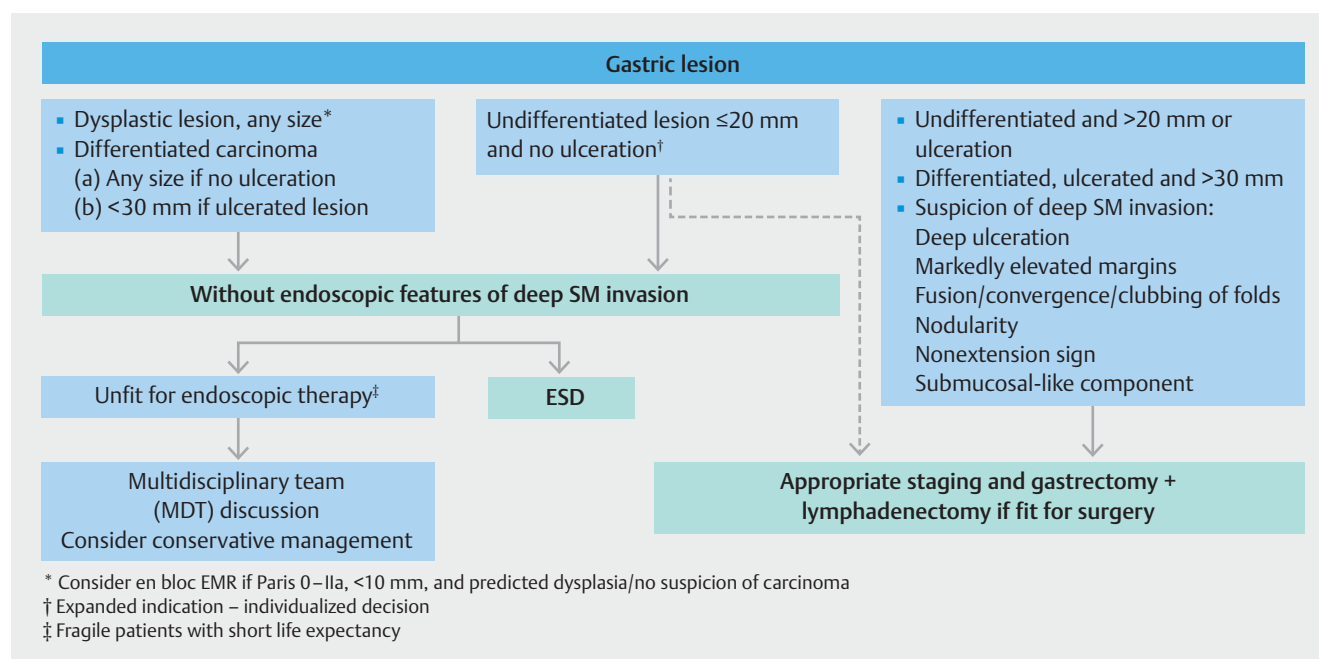 Gastric lesion
▪ Dysplastic lesion, any size*
▪ Differentiated carcinoma
(a) Any size if no ulceration
(b) <30 mm if ulcerated lesion
Undifferentiated lesion ≤20 mm
and no ulceration†
▪ Undifferentiated and >20 mm or
ulceration
▪ Differentiated, ulcerated and >30 mm
▪ Suspicion of deep SM invasion:
Deep ulceration
Markedly elevated margins
Fusion/convergence/clubbing of folds
Nodularity
Nonextension sign
Submucosal-like component
Without endoscopic features of deep SM invasion
Unfit for endoscopic therapy‡
ESD
Multidisciplinary team
(MDT) discussion
Consider conservative management
Appropriate staging and gastrectomy +
lymphadenectomy if fit for surgery
* Consider en bloc EMR if Paris 0–IIa, <10 mm, and predicted dysplasia/no suspicion of carcinoma
† Expanded indication – individualized decision
‡ Fragile patients with short life expectancy